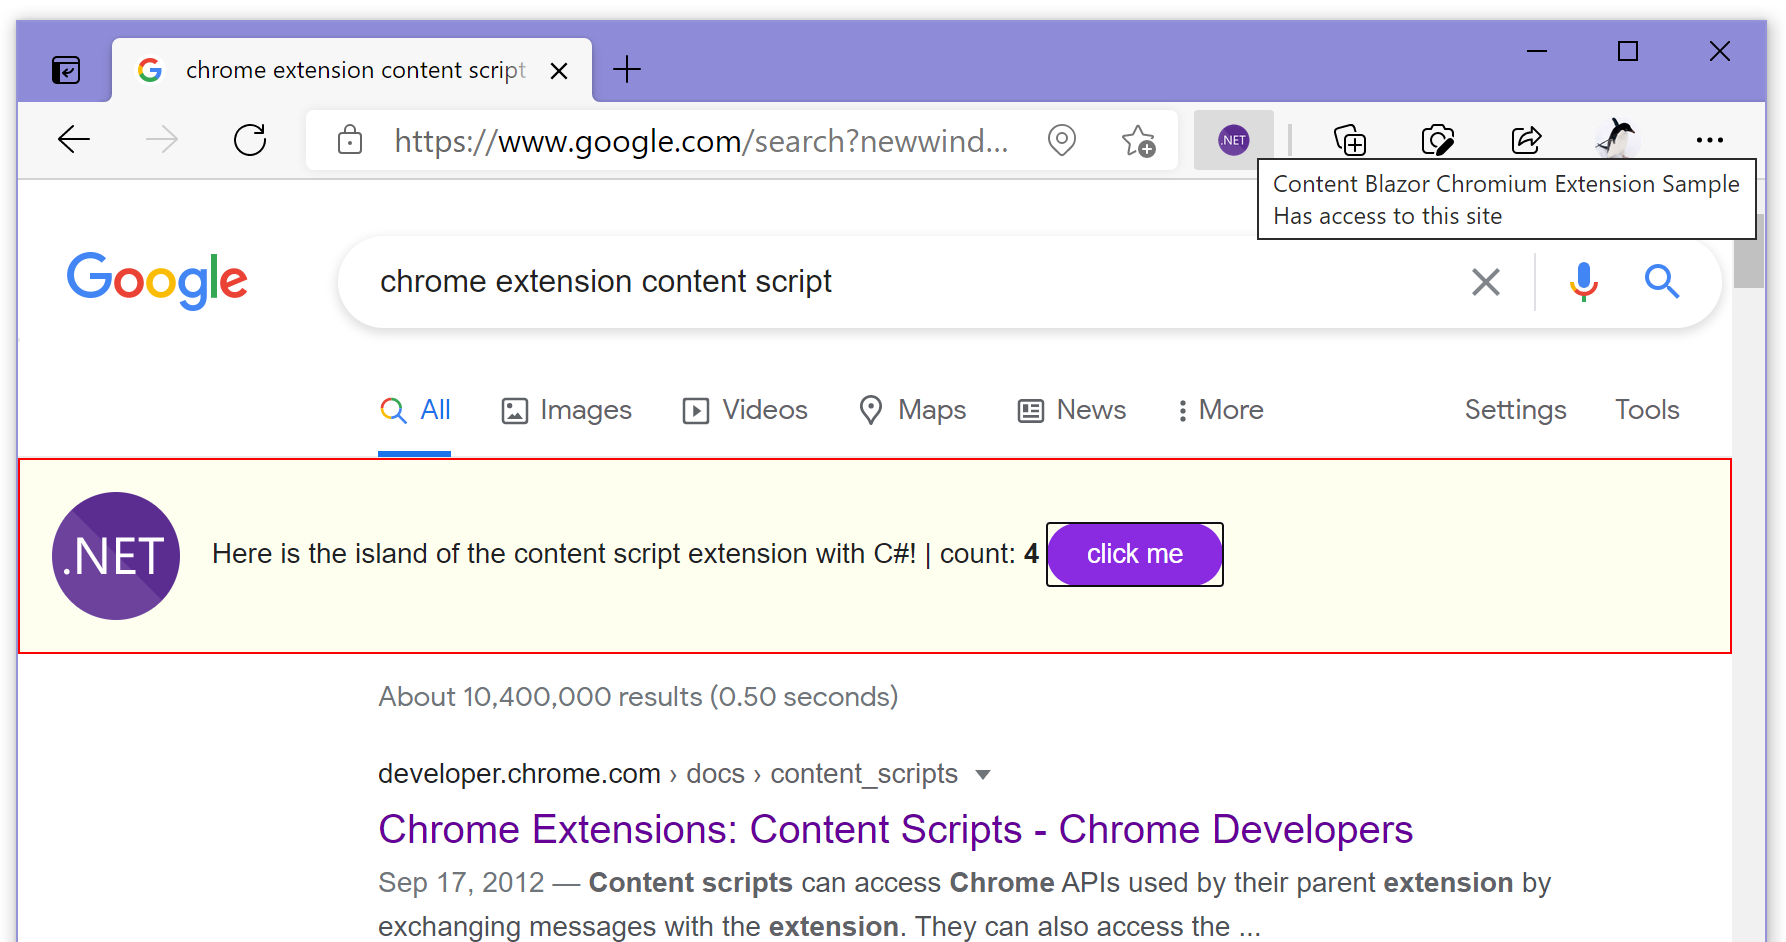 chrome extension content script
https://www.google.com/search?newwind...
.NET
Content Blazor Chromium Extension Sample
Has access to this site
Google
chrome extension content script
All Images Videos Maps News More Settings Tools
.NET Here is the island of the content script extension with C#! | count: 4 click me
About 10,400,000 results (0.50 seconds)
developer.chrome.com › docs › content_scripts
Chrome Extensions: Content Scripts - Chrome Developers
Sep 17, 2012 — Content scripts can access Chrome APIs used by their parent extension by
exchanging messages with the extension. They can also access the ...